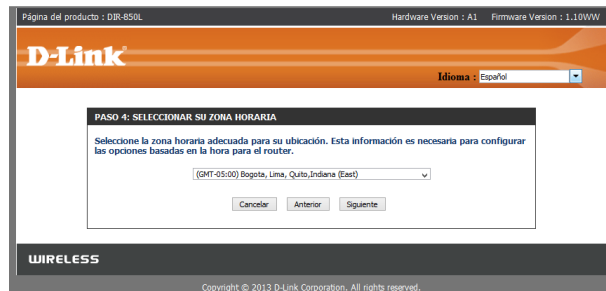 Página del producto : DIR-850L Hardware Version : A1 Firmware Version : 1.10WW
D-Link
Idioma : Español
PASO 4: SELECCIONAR SU ZONA HORARIA
Seleccione la zona horaria adecuada para su ubicación. Esta información es necesaria para configurar
las opciones basadas en la hora para el router.
(GMT-05:00) Bogota, Lima, Quito,Indiana (East)
Cancelar Anterior Siguiente
WIRELESS
Copyright © 2013 D-Link Corporation. All rights reserved.